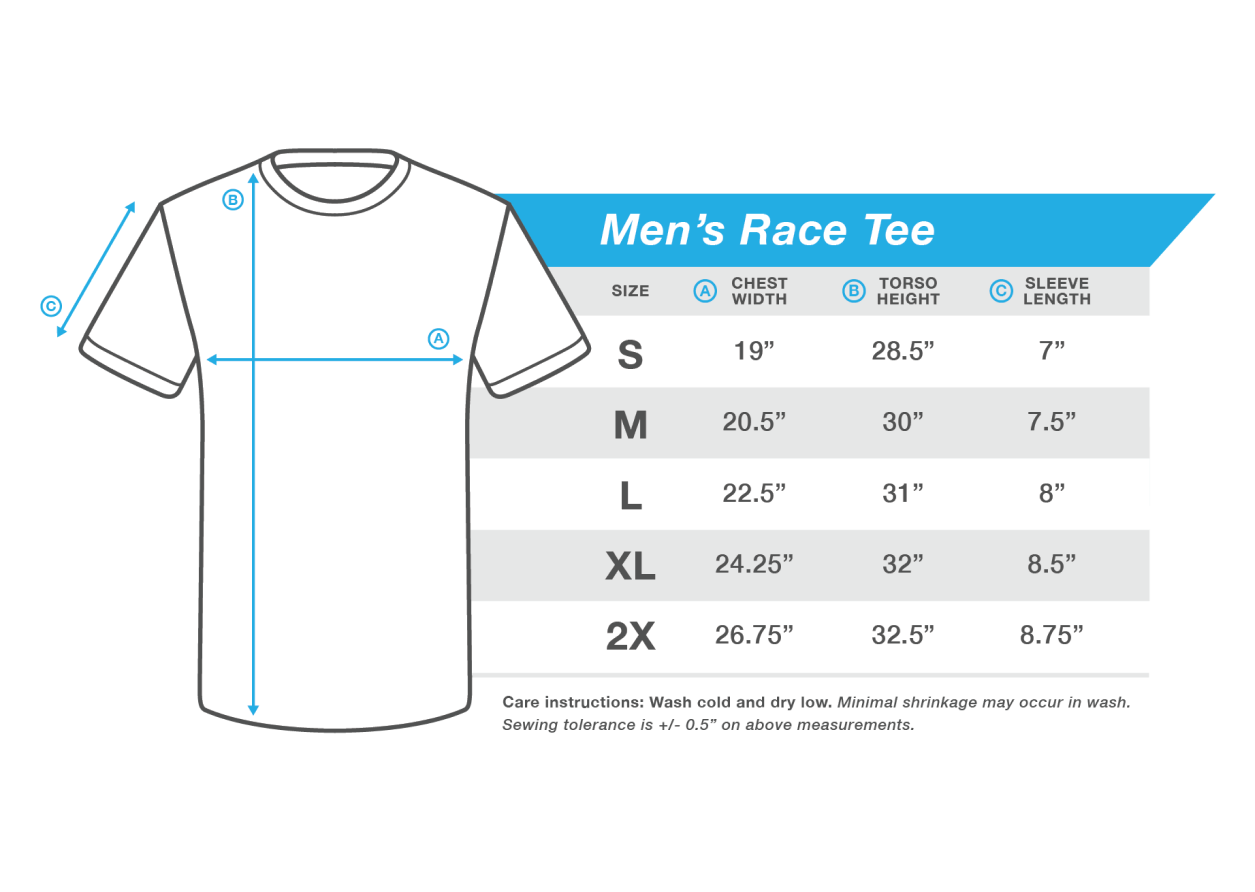 Men’s Race Tee
SIZE A CHEST WIDTH B TORSO HEIGHT C SLEEVE LENGTH
S 19” 28.5” 7”
M 20.5” 30” 7.5”
L 22.5” 31” 8”
XL 24.25” 32” 8.5”
2X 26.75” 32.5” 8.75”
Care instructions: Wash cold and dry low. Minimal shrinkage may occur in wash.
Sewing tolerance is +/- 0.5” on above measurements.
B
C
A